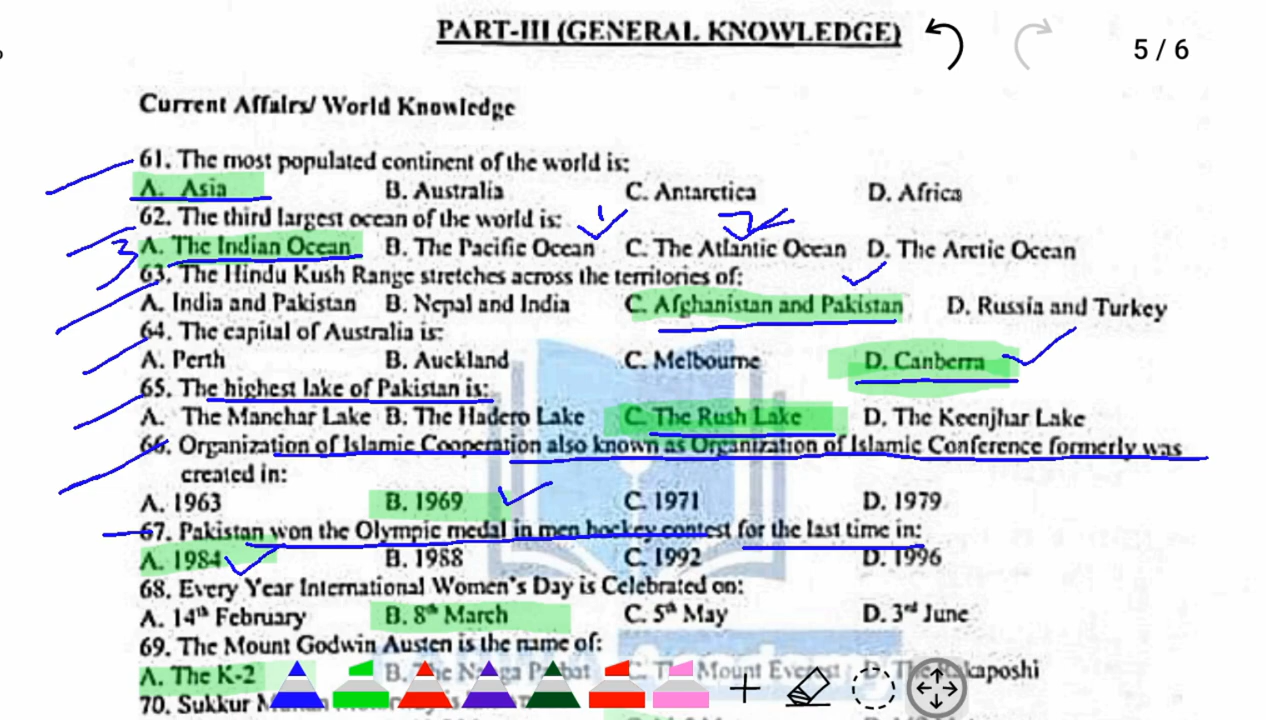 PART-III (GENERAL KNOWLEDGE)
5 / 6
Current Affairs/ World Knowledge
61. The most populated continent of the world is:
A. Asia B. Australia C. Antarctica D. Africa
62. The third largest ocean of the world is:
A. The Indian Ocean B. The Pacific Ocean C. The Atlantic Ocean D. The Arctic Ocean
63. The Hindu Kush Range stretches across the territories of:
A. India and Pakistan B. Nepal and India C. Afghanistan and Pakistan D. Russia and Turkey
64. The capital of Australia is:
A. Perth B. Auckland C. Melbourne D. Canberra
65. The highest lake of Pakistan is:
A. The Manchar Lake B. The Hadero Lake C. The Rush Lake D. The Keenjhar Lake
66. Organization of Islamic Cooperation also known as Organization of Islamic Conference formerly was
created in:
A. 1963 B. 1969 C. 1971 D. 1979
67. Pakistan won the Olympic medal in men hockey contest for the last time in:
A. 1984 B. 1988 C. 1992 D. 1996
68. Every Year International Women's Day is Celebrated on:
A. 14th February B. 8th March C. 5th May D. 3rd June
69. The Mount Godwin Austen is the name of:
A. The K-2 B. The Parbat Mount Everest
70. Sukkur